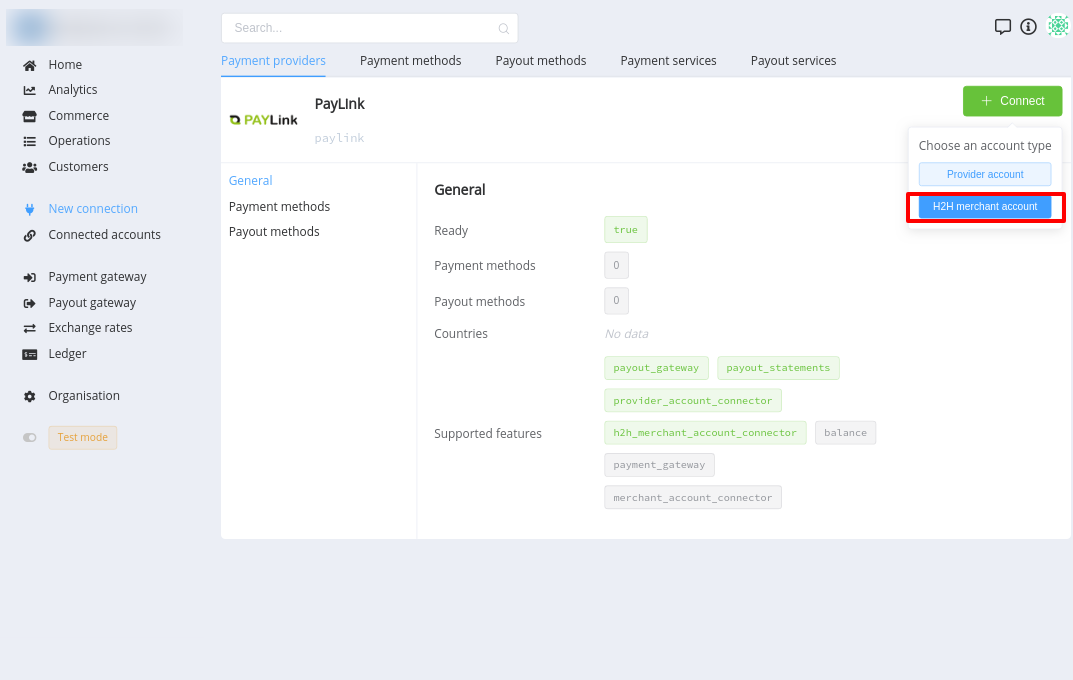 Search...
Home
Analytics
Commerce
Operations
Customers
New connection
Connected accounts
Payment gateway
Payout gateway
Exchange rates
Ledger
Organisation
Test mode
Payment providers Payment methods Payout methods Payment services Payout services
PAYLink
PayLInk
paylink
Connect
Choose an account type
Provider account
H2H merchant account
General
Payment methods
Payout methods
General
Ready true
Payment methods 0
Payout methods 0
Countries No data
Supported features
payout_gateway payout_statements
provider_account_connector
h2h_merchant_account_connector balance
payment_gateway
merchant_account_connector